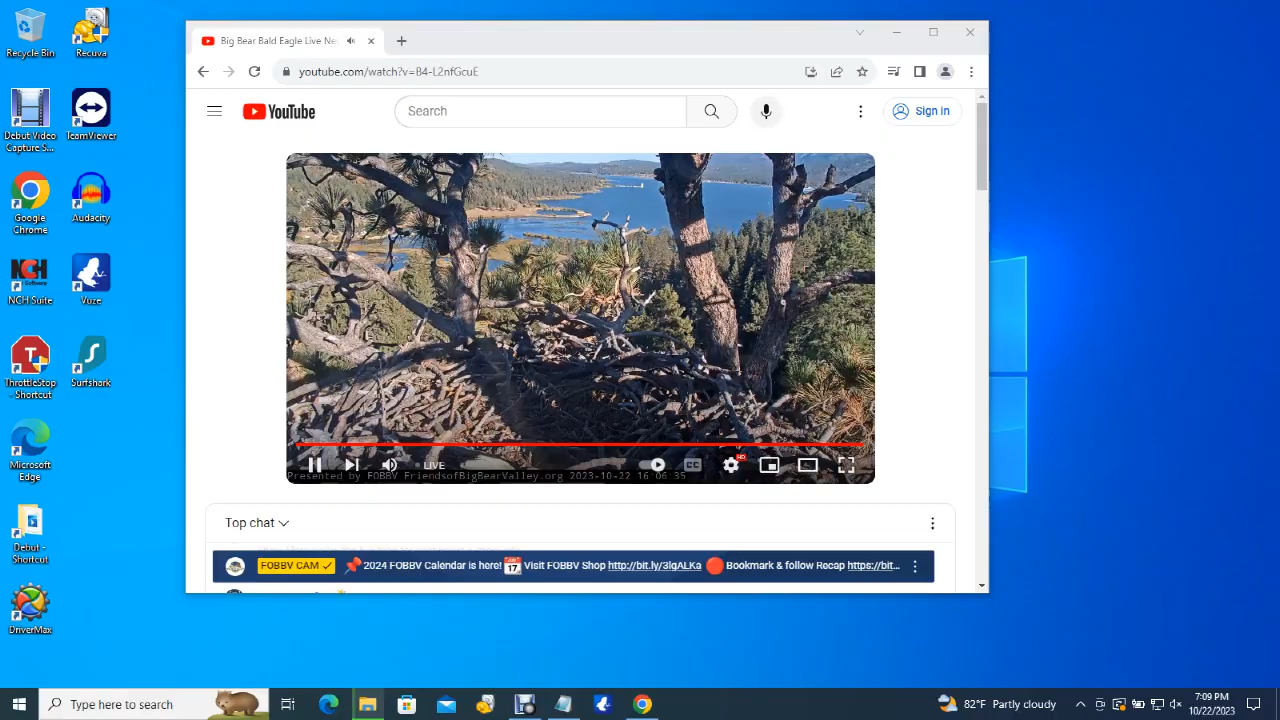 Recycle Bin
Recuva
Debut Video Capture S...
TeamViewer
Google Chrome
Audacity
NCH Suite
Vuze
ThrottleStop - Shortcut
Surfshark
Microsoft Edge
Debut - Shortcut
DriverMax
Big Bear Bald Eagle Live Ne
youtube.com/watch?v=B4-L2nfGcuE
YouTube
Search
Sign in
LIVE
CC
HD
Presented by FOBBV FriendsofBigBearValley.org 2023-10-22 16:06:35
Top chat
FOBBV CAM ✓ 📌2024 FOBBV Calendar is here! 📆 Visit FOBBV Shop http://bit.ly/3lgALKa 🔴 Bookmark & follow Recap https://bit...
Type here to search
82°F Partly cloudy
7:09 PM
10/22/2023